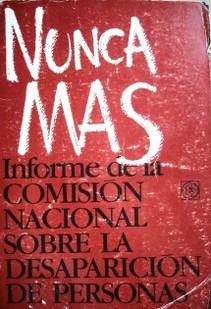 NUNCA
MAS
Informe de la
COMISION
NACIONAL
SOBRE LA
DESAPARICION
DE PERSONAS